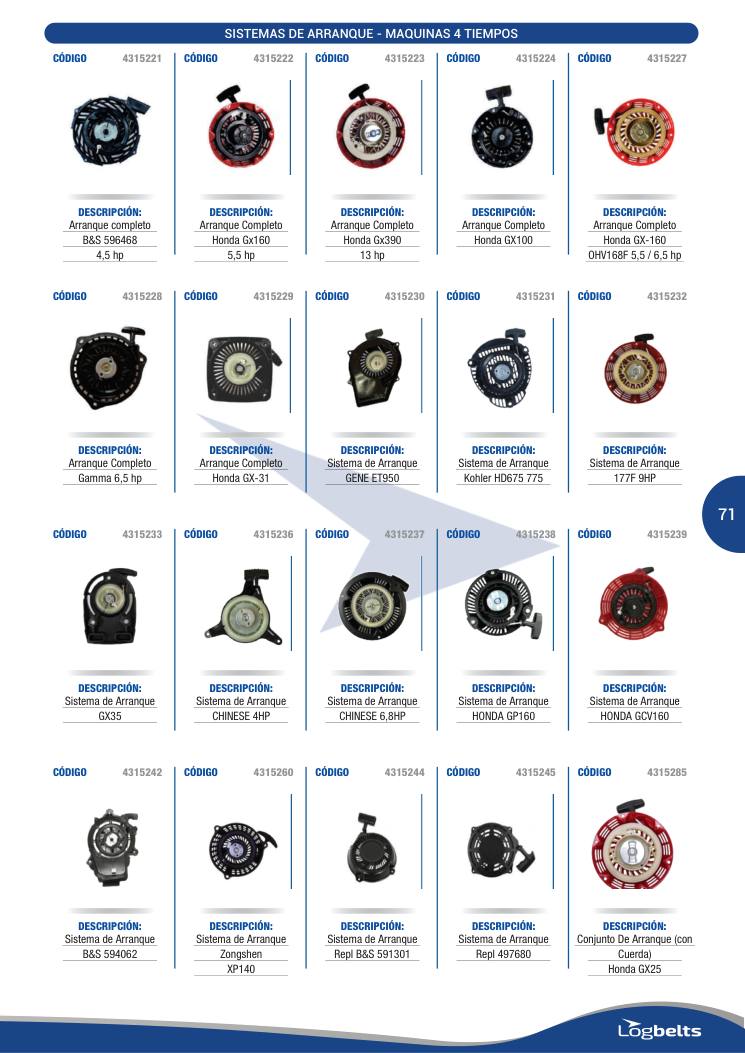 SISTEMAS DE ARRANQUE - MAQUINAS 4 TIEMPOS
CÓDIGO 4315221
DESCRIPCIÓN:
Arranque completo
B&S 596468
4,5 hp
CÓDIGO 4315222
DESCRIPCIÓN:
Arranque Completo
Honda Gx160
5,5 hp
CÓDIGO 4315223
DESCRIPCIÓN:
Arranque Completo
Honda Gx390
13 hp
CÓDIGO 4315224
DESCRIPCIÓN:
Arranque Completo
Honda GX100
CÓDIGO 4315227
DESCRIPCIÓN:
Arranque Completo
Honda GX-160
OHV168F 5,5 / 6,5 hp
CÓDIGO 4315228
DESCRIPCIÓN:
Arranque Completo
Gamma 6,5 hp
CÓDIGO 4315229
DESCRIPCIÓN:
Arranque Completo
Honda GX-31
CÓDIGO 4315230
DESCRIPCIÓN:
Sistema de Arranque
GENE ET950
CÓDIGO 4315231
DESCRIPCIÓN:
Sistema de Arranque
Kohler HD675 775
CÓDIGO 4315232
DESCRIPCIÓN:
Sistema de Arranque
177F 9HP
71
CÓDIGO 4315233
DESCRIPCIÓN:
Sistema de Arranque
GX35
CÓDIGO 4315236
DESCRIPCIÓN:
Sistema de Arranque
CHINESE 4HP
CÓDIGO 4315237
DESCRIPCIÓN:
Sistema de Arranque
CHINESE 6,8HP
CÓDIGO 4315238
DESCRIPCIÓN:
Sistema de Arranque
HONDA GP160
CÓDIGO 4315239
DESCRIPCIÓN:
Sistema de Arranque
HONDA GCV160
CÓDIGO 4315242
DESCRIPCIÓN:
Sistema de Arranque
B&S 594062
CÓDIGO 4315260
DESCRIPCIÓN:
Sistema de Arranque
Zongshen
XP140
CÓDIGO 4315244
DESCRIPCIÓN:
Sistema de Arranque
Repl B&S 591301
CÓDIGO 4315245
DESCRIPCIÓN:
Sistema de Arranque
Repl 497680
CÓDIGO 4315285
DESCRIPCIÓN:
Conjunto De Arranque (con
Cuerda)
Honda GX25
Logbelts